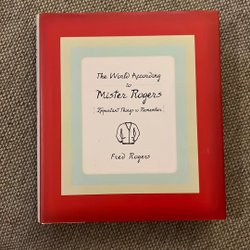 The World According
to
Mister Rogers
Important Things to Remember
Fred Rogers